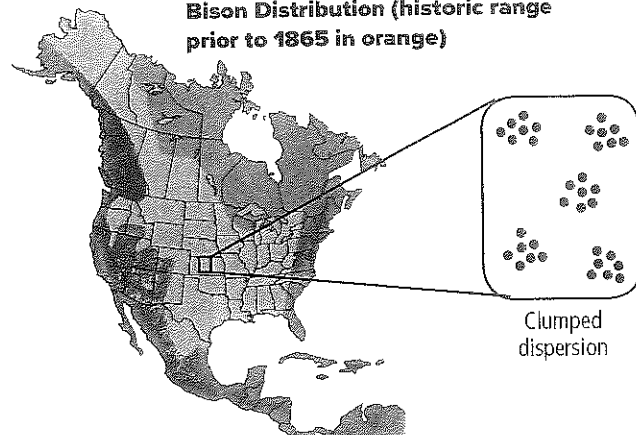 Bison Distribution (historic range
prior to 1865 in orange)
Clumped
dispersion